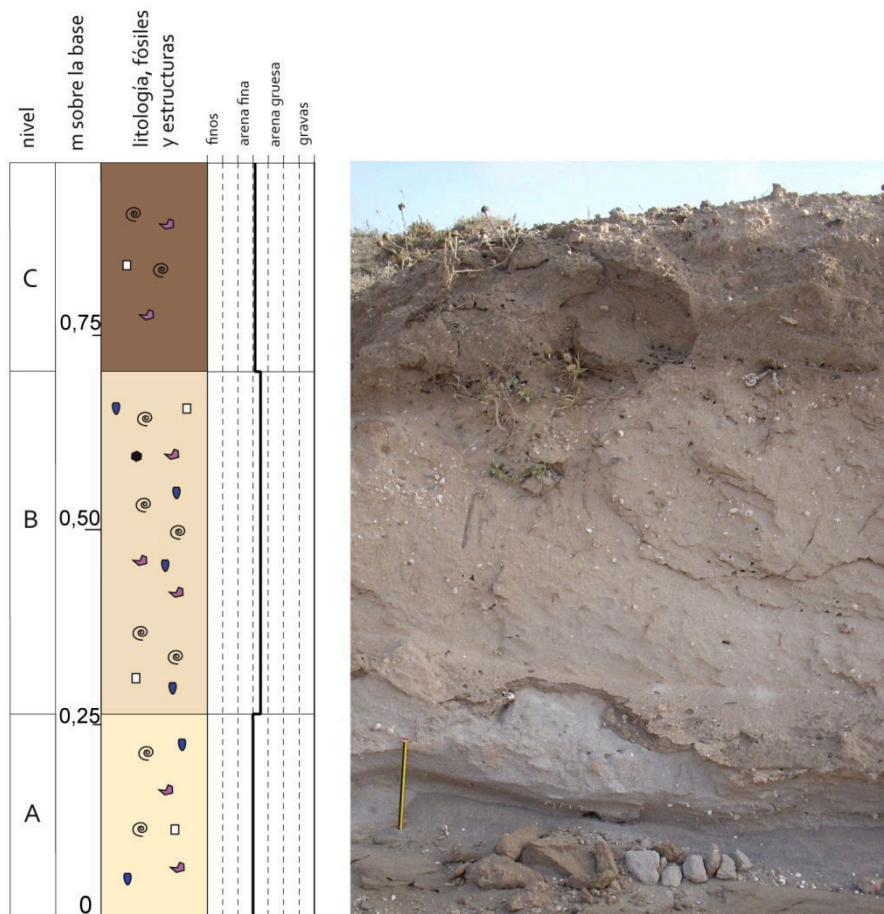 nivel
m sobre la base
litología, fósiles
y estructuras
finos
arena fina
arena gruesa
gravas
C
0,75
B
0,50
0,25
A
0